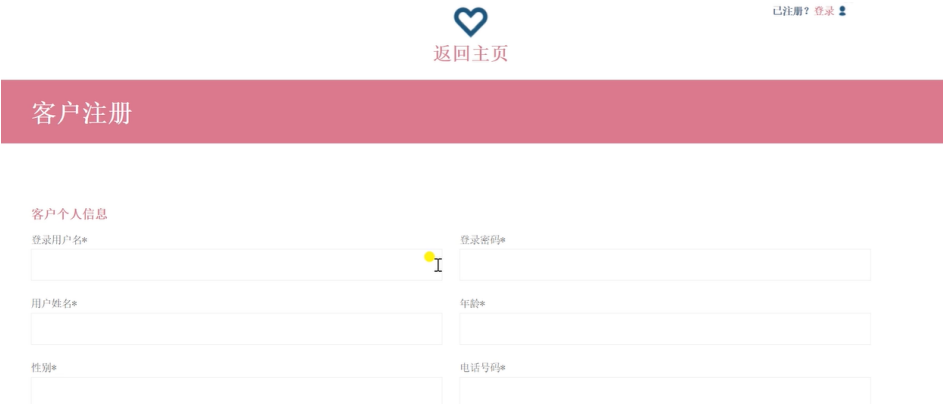 已注册？登录
返回主页
客户注册
客户个人信息
登录用户名*
登录密码*
用户姓名*
年龄*
性别*
电话号码*